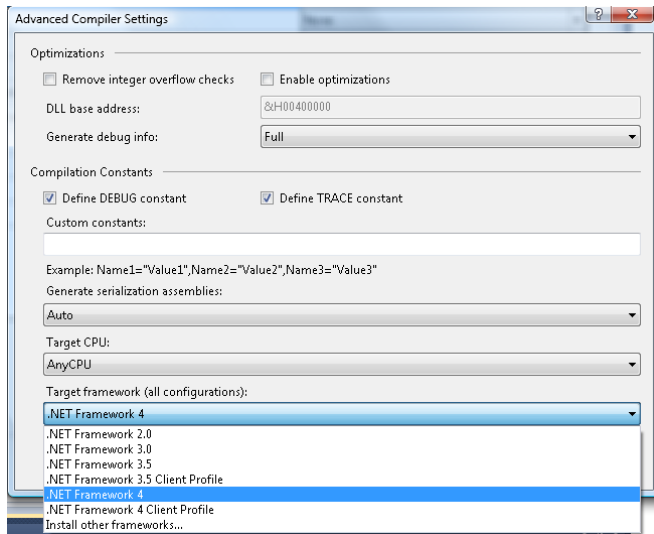 Advanced Compiler Settings
Optimizations
Remove integer overflow checks
Enable optimizations
DLL base address:
&H00400000
Generate debug info:
Full
Compilation Constants
Define DEBUG constant
Define TRACE constant
Custom constants:
Example: Name1="Value1",Name2="Value2",Name3="Value3"
Generate serialization assemblies:
Auto
Target CPU:
AnyCPU
Target framework (all configurations):
.NET Framework 4
.NET Framework 2.0
.NET Framework 3.0
.NET Framework 3.5
.NET Framework 3.5 Client Profile
.NET Framework 4
.NET Framework 4 Client Profile
Install other frameworks...